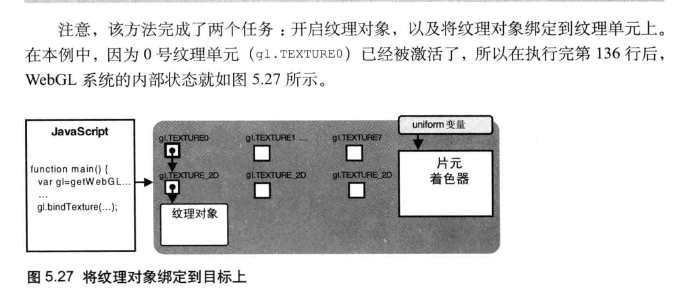 注意，该方法完成了两个任务：开启纹理对象，以及将纹理对象绑定到纹理单元上。
在本例中，因为 0 号纹理单元（gl.TEXTURE0）已经被激活了，所以在执行完第 136 行后，
WebGL 系统的内部状态就如图 5.27 所示。
JavaScript
function main() {
var gl=getWebGL...
...
gl.bindTexture(...);
gl.TEXTURE0
gl.TEXTURE1 ...
gl.TEXTURE7
gl.TEXTURE_2D
gl.TEXTURE_2D
gl.TEXTURE_2D
纹理对象
uniform 变量
片元
着色器
图 5.27 将纹理对象绑定到目标上